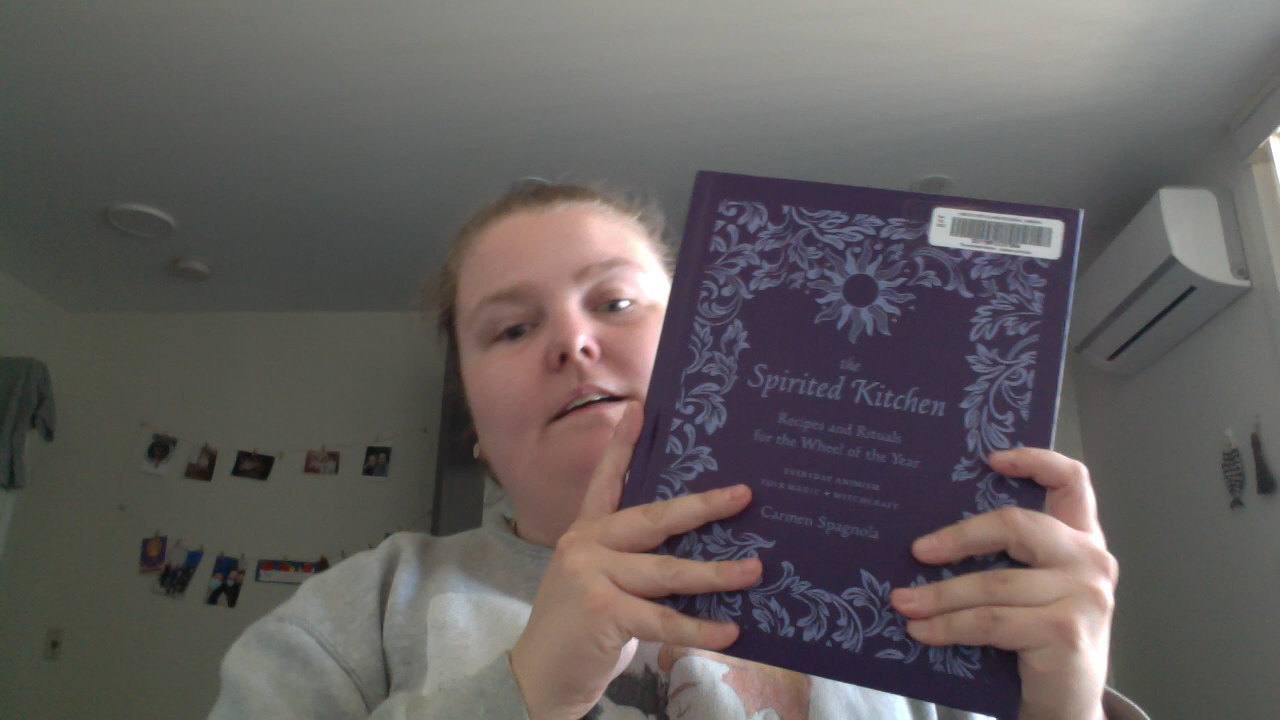 the
Spirited Kitchen
Recipes and Rituals
for the Wheel of the Year
EVERYDAY ANIMISM
FOLK MAGIC + WITCHCRAFT
Carmen Spagnola